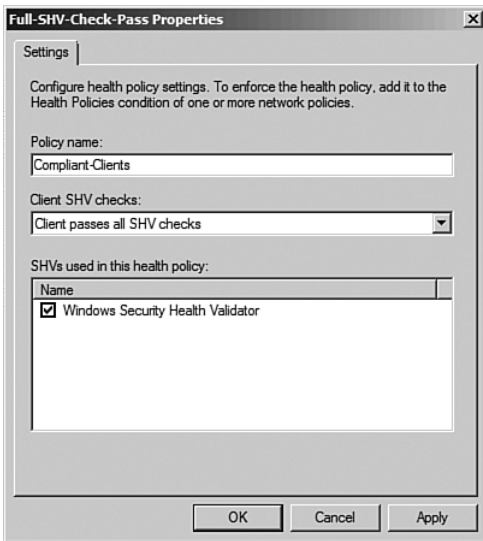 Full-SHV-Check-Pass Properties
Settings
Configure health policy settings. To enforce the health policy, add it to the
Health Policies condition of one or more network policies.
Policy name:
Compliant-Clients
Client SHV checks:
Client passes all SHV checks
SHVs used in this health policy:
Name
Windows Security Health Validator
OK Cancel Apply